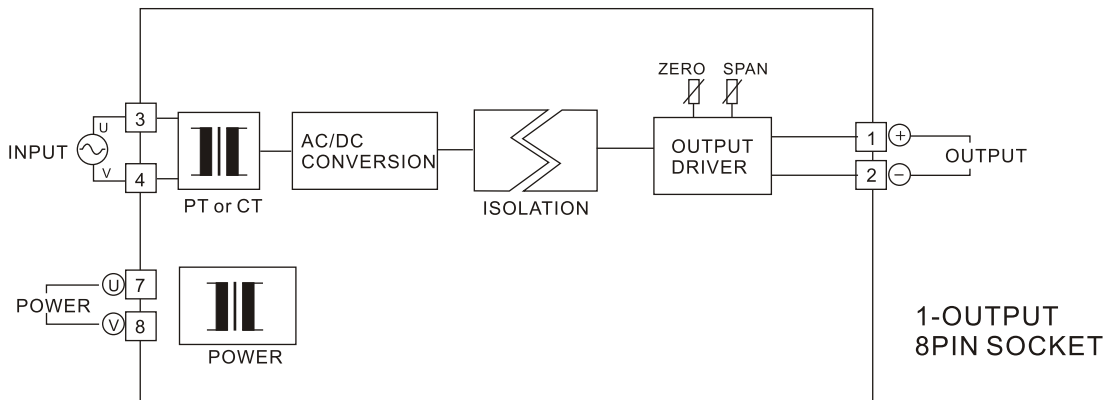 ZERO SPAN
3
U
INPUT
V
4
PT or CT
AC/DC
CONVERSION
ISOLATION
OUTPUT
DRIVER
1 +
OUTPUT
2 −
U 7
POWER
V 8
POWER
1-OUTPUT
8PIN SOCKET